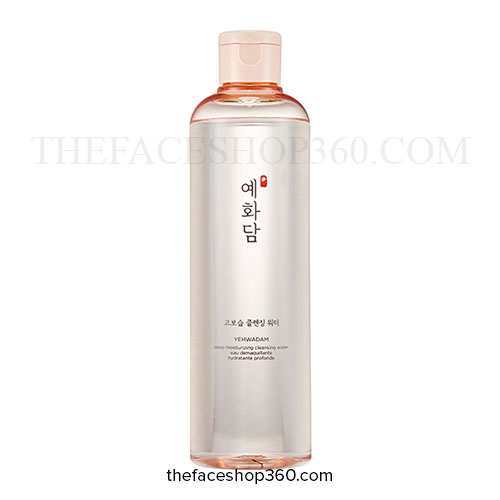 THEFACESHOP360.COM
예화담
고보습 클렌징 워터
YEHWADAM
deep moisturizing cleansing water
eau démaquillante
hydratante profonde
thefaceshop360.com